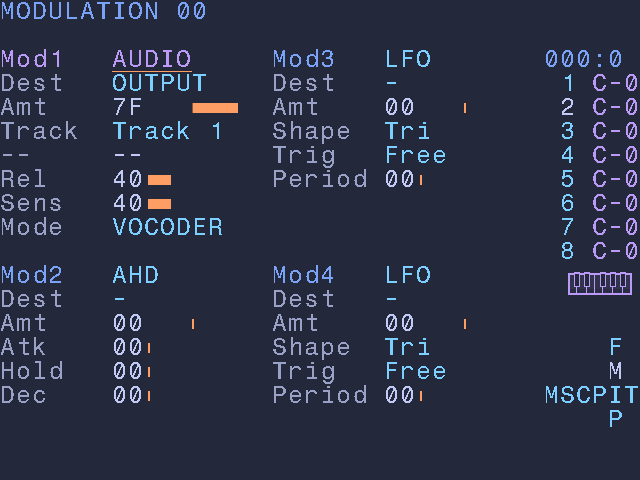 MODULATION 00
Mod1 AUDIO
Dest OUTPUT
Amt 7F
Track Track 1
-- --
Rel 40
Sens 40
Mode VOCODER
Mod2 AHD
Dest -
Amt 00
Atk 00
Hold 00
Dec 00
Mod3 LFO
Dest -
Amt 00
Shape Tri
Trig Free
Period 00
Mod4 LFO
Dest -
Amt 00
Shape Tri
Trig Free
Period 00
000:0
1 C-0
2 C-0
3 C-0
4 C-0
5 C-0
6 C-0
7 C-0
8 C-0
F
M
MSCPIT
P